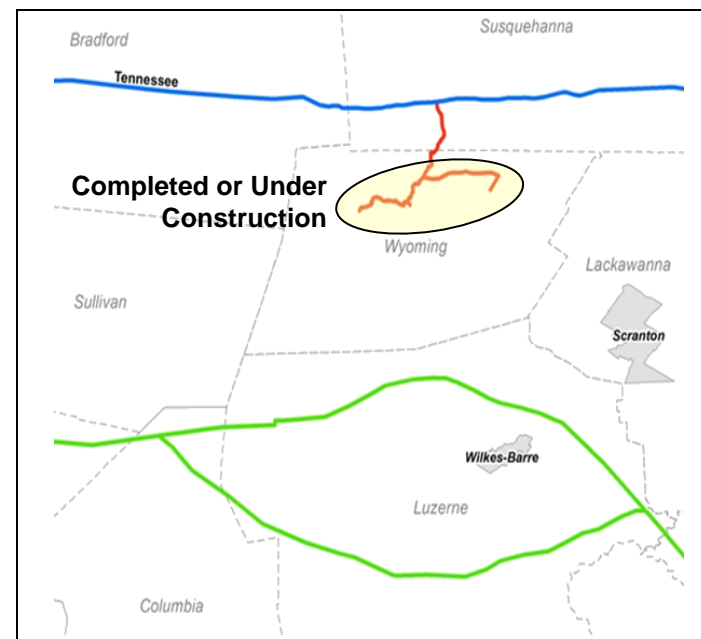 Susquehanna
Bradford
Tennessee
Completed or Under
Construction
Wyoming
Lackawanna
Sullivan
Scranton
Wilkes-Barre
Luzerne
Columbia